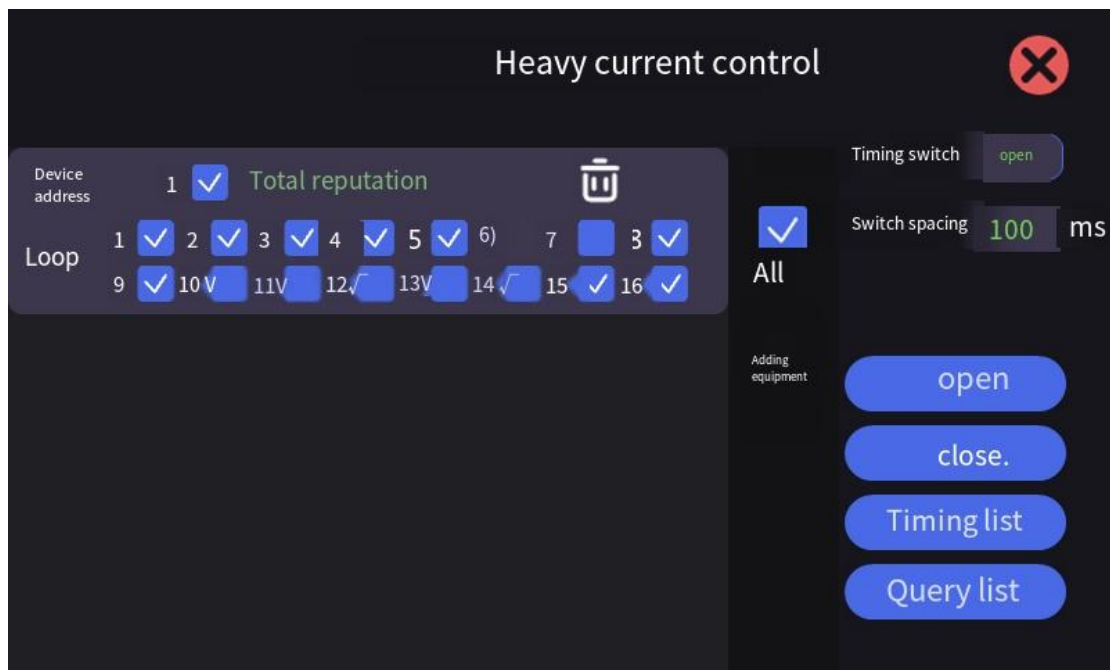 Heavy current control
Device address
1 Total reputation
Loop
1 2 3 4 5 6) 7 3
9 10 V 11V 12√ 13V 14 √ 15 16
All
Adding equipment
Timing switch open
Switch spacing 100 ms
open
close.
Timing list
Query list